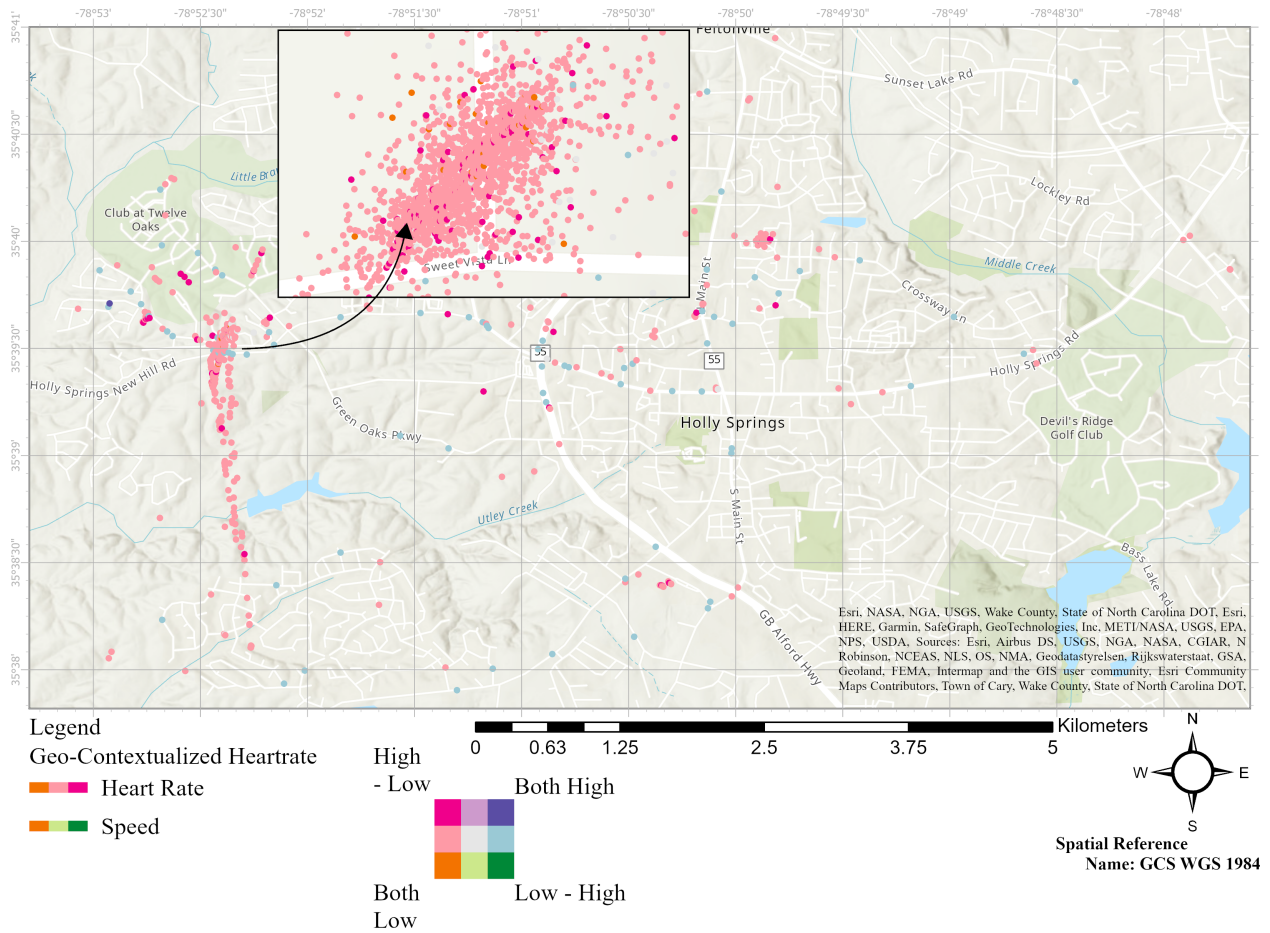 -78°53' -78°52'30" -78°52' -78°51'30" -78°51' -78°50'30" -78°50' -78°49'30" -78°49' -78°48'30" -78°48'
35°41'
Feltonville
Sunset Lake Rd
35°40'30"
Little Bra
Lockley Rd
Club at Twelve
Oaks
35°40'
Sweet Vista Ln
Main St
Middle Creek
Crossway Ln
35°39'30"
55
55
Holly Springs Rd
Holly Springs New Hill Rd
Green Oaks Pkwy
Holly Springs
Devil's Ridge
Golf Club
35°39'
Utley Creek
S Main St
35°38'30"
Bass Lake Rd
GB Alford Hwy
35°38'
Esri, NASA, NGA, USGS, Wake County, State of North Carolina DOT, Esri,
HERE, Garmin, SafeGraph, GeoTechnologies, Inc, METI/NASA, USGS, EPA,
NPS, USDA, Sources: Esri, Airbus DS, USGS, NGA, NASA, CGIAR, N
Robinson, NCEAS, NLS, OS, NMA, Geodatastyrelsen, Rijkswaterstaat, GSA,
Geoland, FEMA, Intermap and the GIS user community, Esri Community
Maps Contributors, Town of Cary, Wake County, State of North Carolina DOT,
Legend
Geo-Contextualized Heartrate
Heart Rate
Speed
High
- Low
Both High
Both
Low
Low - High
Kilometers
0 0.63 1.25 2.5 3.75 5
N
W E
S
Spatial Reference
Name: GCS WGS 1984